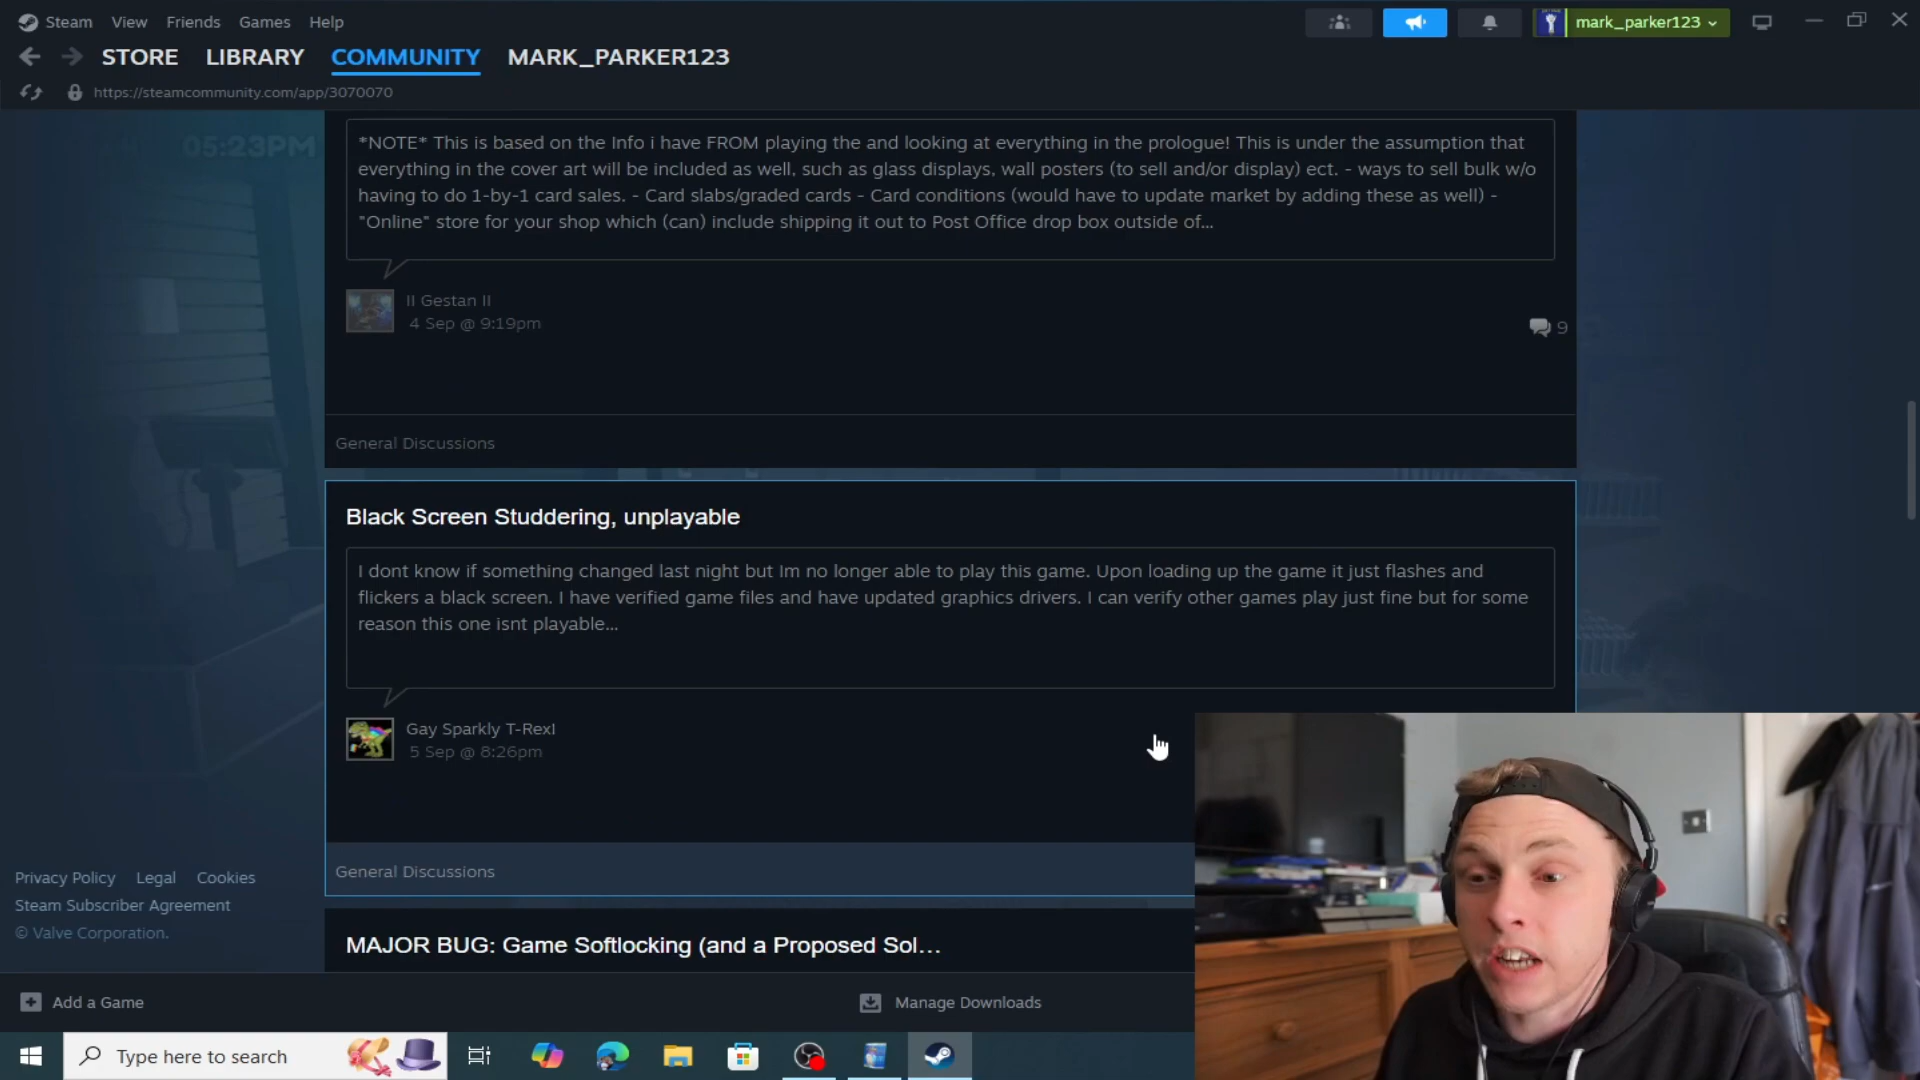 Steam View Friends Games Help
mark_parker123
STORE LIBRARY COMMUNITY MARK_PARKER123
https://steamcommunity.com/app/3070070
05:23PM
*NOTE* This is based on the Info i have FROM playing the and looking at everything in the prologue! This is under the assumption that
everything in the cover art will be included as well, such as glass displays, wall posters (to sell and/or display) ect. - ways to sell bulk w/o
having to do 1-by-1 card sales. - Card slabs/graded cards - Card conditions (would have to update market by adding these as well) -
"Online" store for your shop which (can) include shipping it out to Post Office drop box outside of...
II Gestan II
4 Sep @ 9:19pm
9
General Discussions
Black Screen Studdering, unplayable
I dont know if something changed last night but Im no longer able to play this game. Upon loading up the game it just flashes and
flickers a black screen. I have verified game files and have updated graphics drivers. I can verify other games play just fine but for some
reason this one isnt playable...
Gay Sparkly T-Rex!
5 Sep @ 8:26pm
General Discussions
Privacy Policy Legal Cookies
Steam Subscriber Agreement
© Valve Corporation.
MAJOR BUG: Game Softlocking (and a Proposed Sol...
Add a Game
Manage Downloads
Type here to search